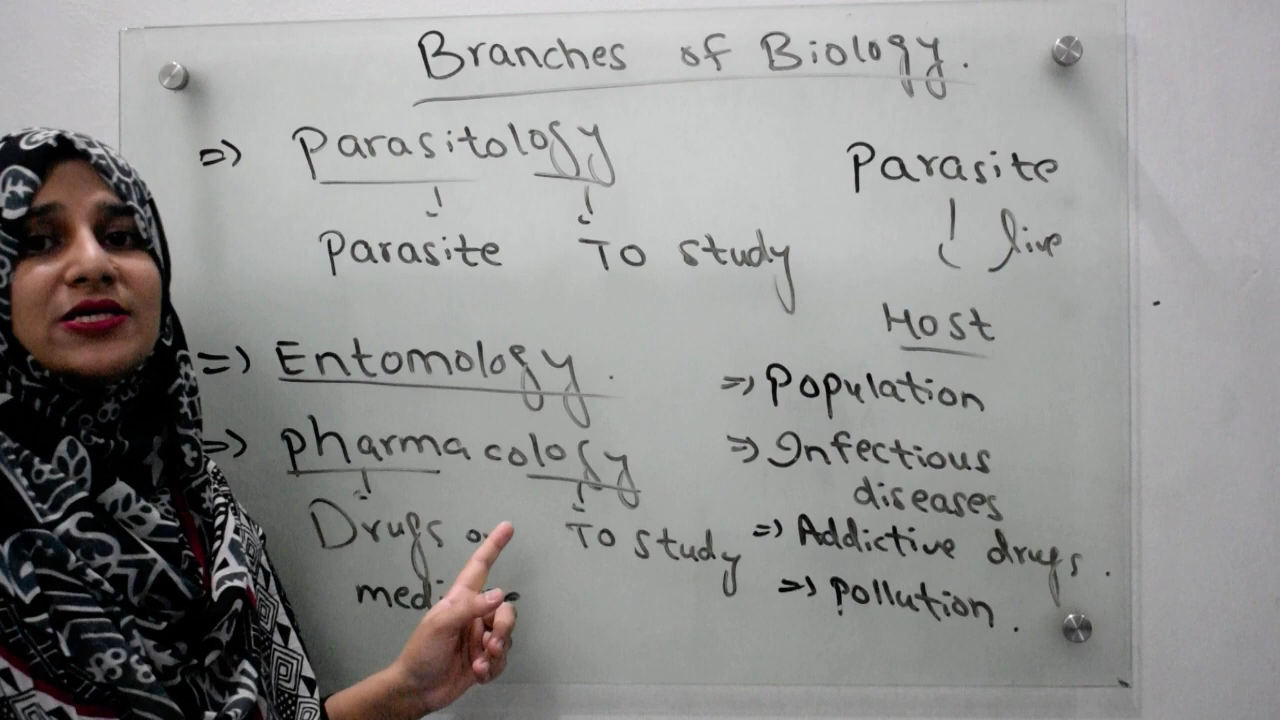 Branches of Biology.
=> Parasitology
Parasite To study
Parasite
live
Host
=> Entomology.
=> pharmacology
Drugs To study
=> Population
=> Infectious
diseases
=> Addictive drugs.
=> pollution.